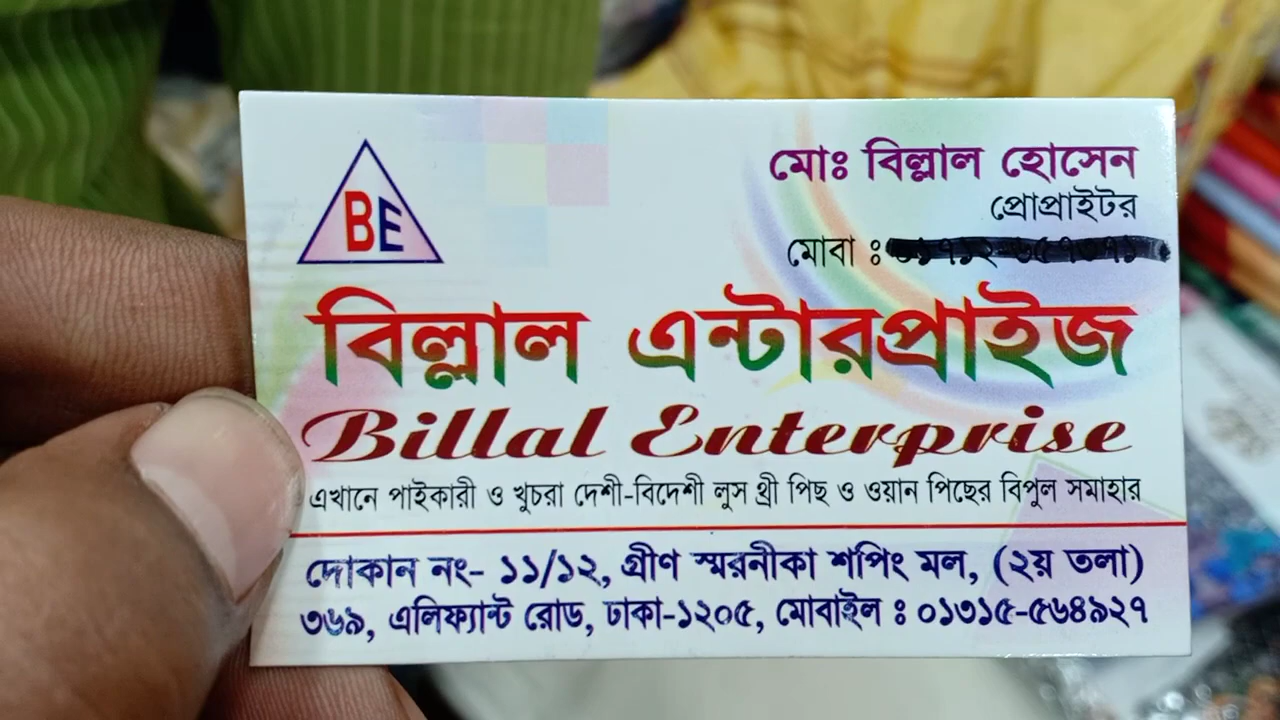 BE
মোঃ বিল্লাল হোসেন
প্রোপ্রাইটর
মোবা :
বিল্লাল এন্টারপ্রাইজ
Billal Enterprise
এখানে পাইকারী ও খুচরা দেশী-বিদেশী লুস থ্রী পিছ ও ওয়ান পিছের বিপুল সমাহার
দোকান নং- ১১/১২, গ্রীণ স্মরনীকা শপিং মল, (২য় তলা)
৩৬৯, এলিফ্যান্ট রোড, ঢাকা-১২০৫, মোবাইল : ০১৩১৫-৫৬৪৯২৭